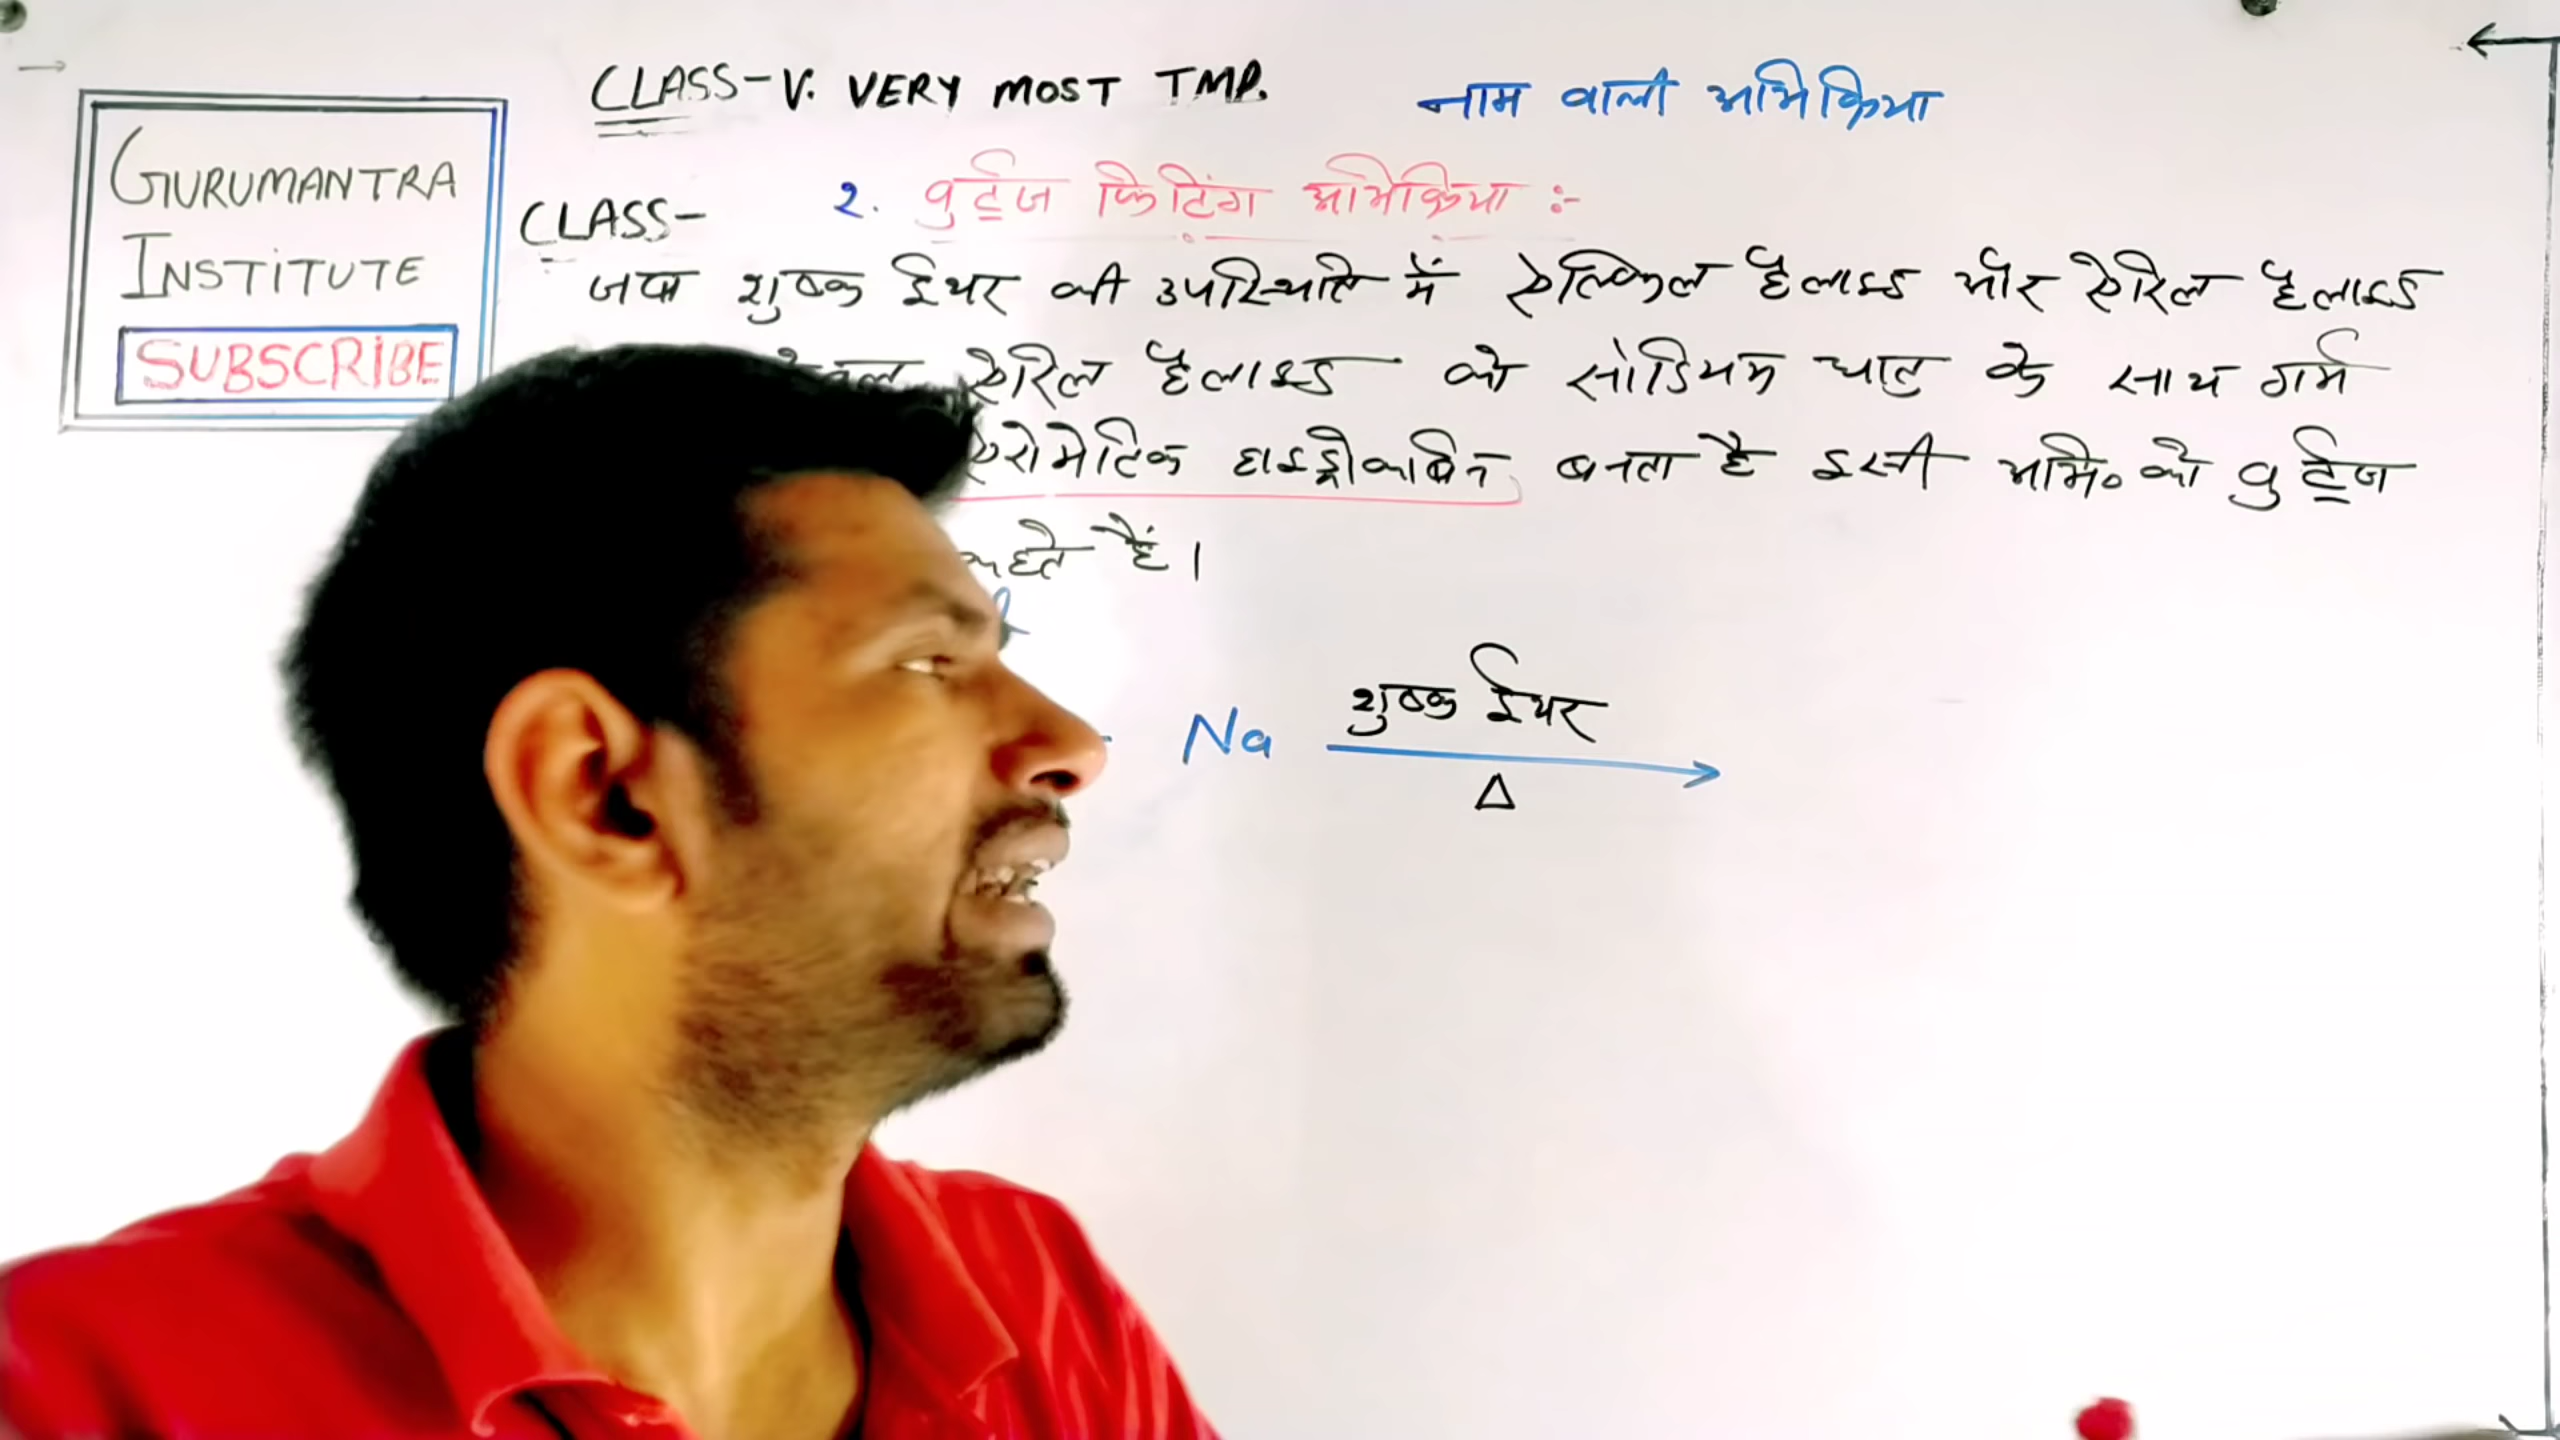 CLASS-V. VERY MOST IMP. नाम वाली अभिक्रिया
GURUMANTRA
INSTITUTE
SUBSCRIBE
CLASS-
2. वुर्ट्ज फिटिंग अभिक्रिया :-
जब शुष्क ईथर की उपस्थिति में ऐल्किल हैलाइड और ऐरिल हैलाइड
ऐरिल हैलाइड को सोडियम धातु के साथ गर्म
ऐरोमेटिक हाइड्रोकार्बन बनता है इसी अभि० को वुर्ट्ज
कहते हैं।
Na शुष्क ईथर
Δ